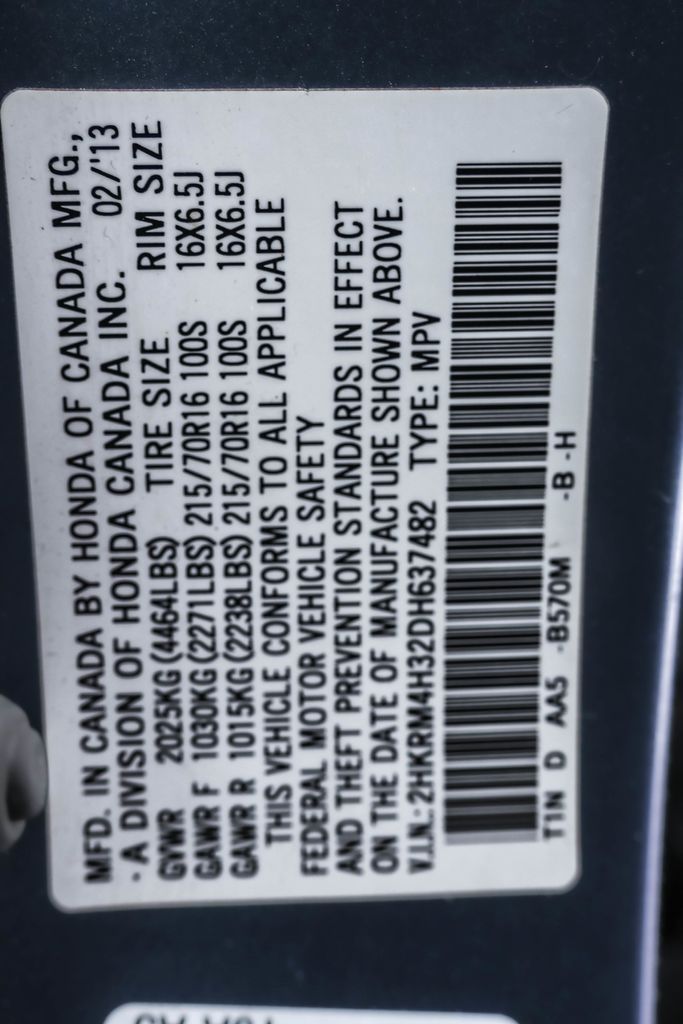 MFD. IN CANADA BY HONDA OF CANADA MFG.,
· A DIVISION OF HONDA CANADA INC. 02/'13
GVWR 2025KG (4464LBS) TIRE SIZE RIM SIZE
GAWR F 1030KG (2271LBS) 215/70R16 100S 16X6.5J
GAWR R 1015KG (2238LBS) 215/70R16 100S 16X6.5J
THIS VEHICLE CONFORMS TO ALL APPLICABLE
FEDERAL MOTOR VEHICLE SAFETY
AND THEFT PREVENTION STANDARDS IN EFFECT
ON THE DATE OF MANUFACTURE SHOWN ABOVE.
V.I.N.: 2HKRM4H32DH637482 TYPE: MPV
T1N D AA5 -B570M -B -H